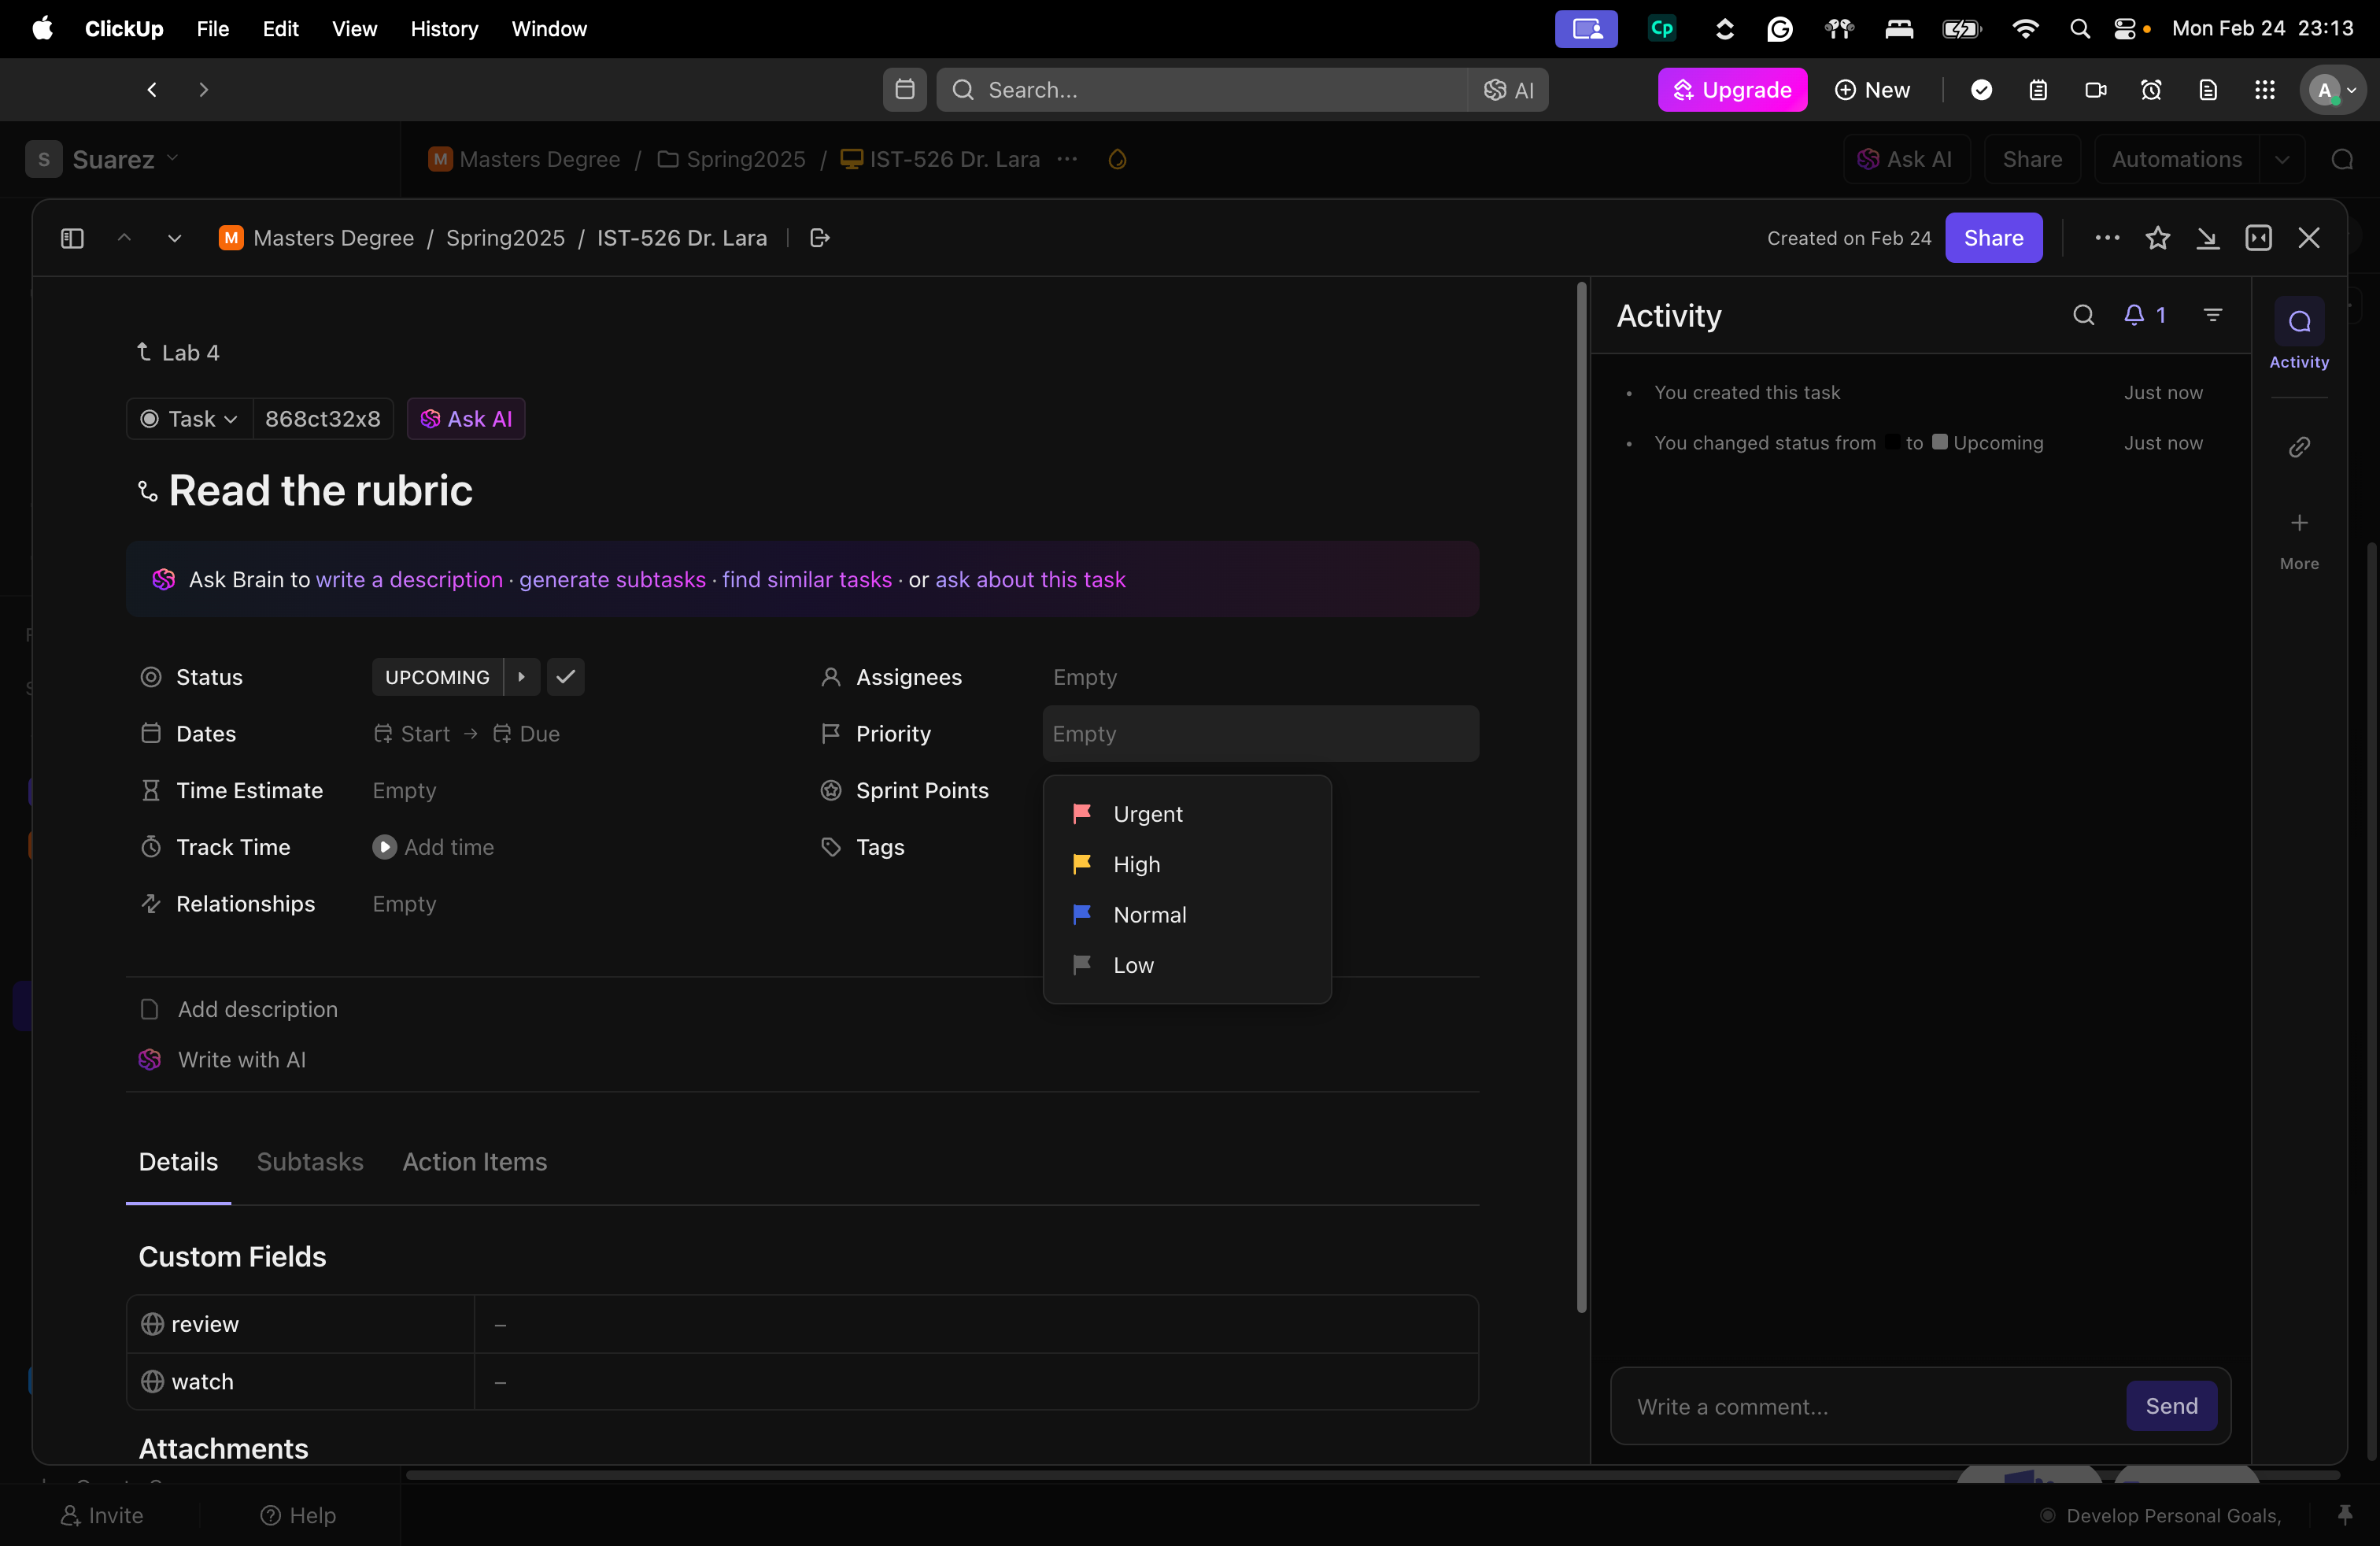 ClickUp File Edit View History Window Cp Mon Feb 24 23:13
Search... AI Upgrade New A
S Suarez M Masters Degree / Spring2025 / IST-526 Dr. Lara ... Ask AI Share Automations
M Masters Degree / Spring2025 / IST-526 Dr. Lara Created on Feb 24 Share
Lab 4
Task 868ct32x8 Ask AI
Read the rubric
Ask Brain to write a description · generate subtasks · find similar tasks · or ask about this task
Status UPCOMING Assignees Empty
Dates Start → Due Priority Empty
Time Estimate Empty Sprint Points
Track Time Add time Tags
Relationships Empty
Urgent
High
Normal
Low
Add description
Write with AI
Details Subtasks Action Items
Custom Fields
review –
watch –
Attachments
Activity 1
• You created this task Just now
• You changed status from to Upcoming Just now
Write a comment... Send
Activity
More
Invite Help Develop Personal Goals,